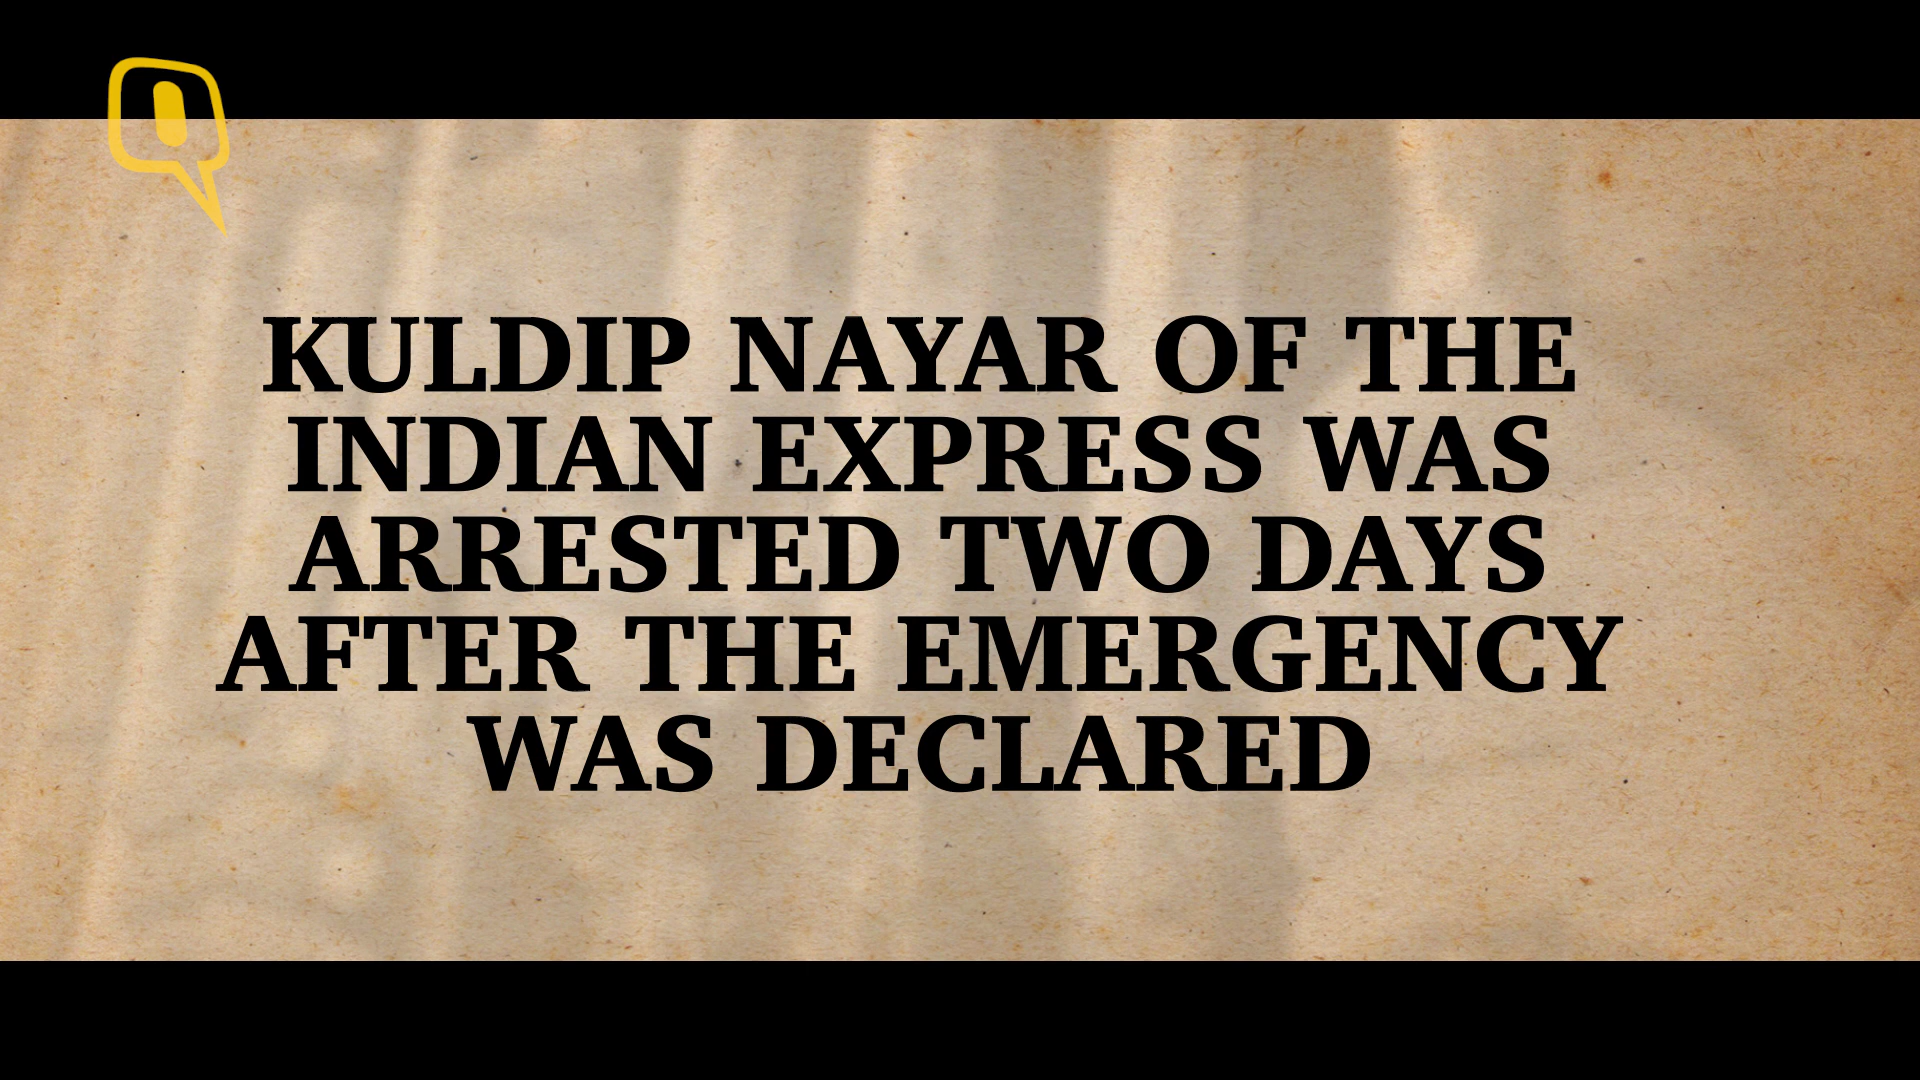 KULDIP NAYAR OF THE
INDIAN EXPRESS WAS
ARRESTED TWO DAYS
AFTER THE EMERGENCY
WAS DECLARED